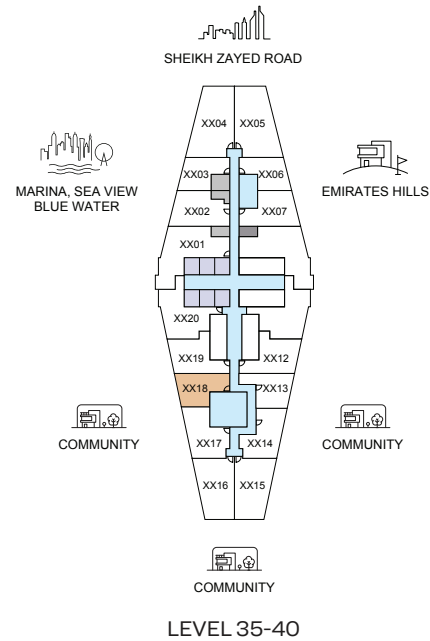 SHEIKH ZAYED ROAD
XX04
XX05
MARINA, SEA VIEW
BLUE WATER
XX03
XX06
EMIRATES HILLS
XX02
XX07
XX01
XX20
XX19
XX12
XX18
XX13
COMMUNITY
XX17
XX14
COMMUNITY
XX16
XX15
COMMUNITY
LEVEL 35-40